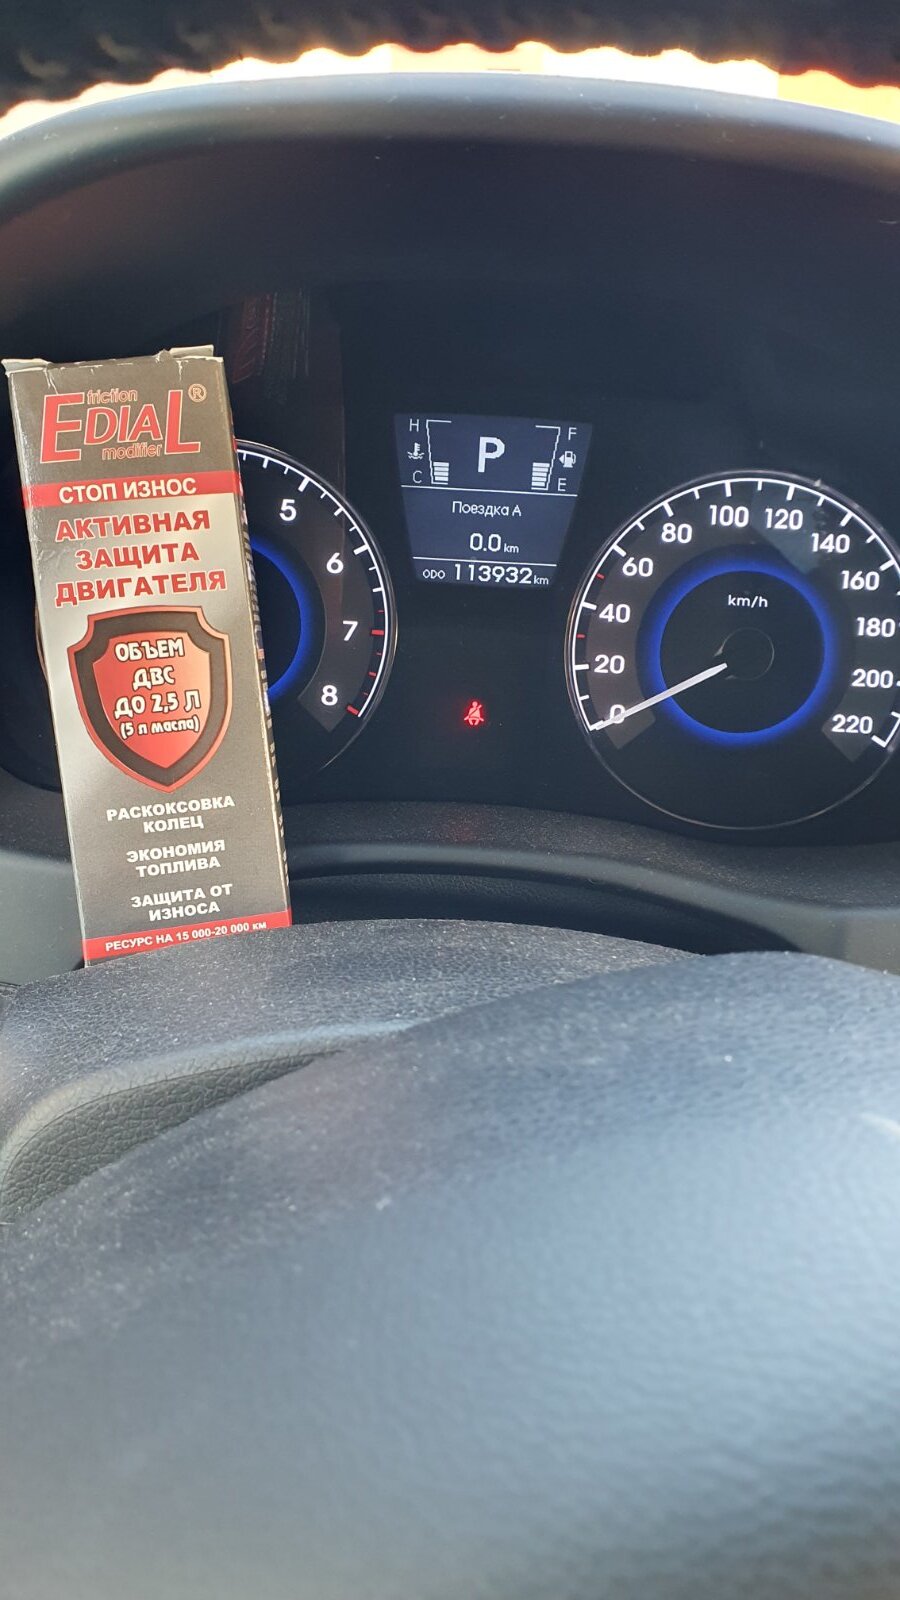 friction
EDIAL®
modifier
СТОП ИЗНОС
АКТИВНАЯ
ЗАЩИТА
ДВИГАТЕЛЯ
ОБЪЕМ
ДВС
ДО 2,5 Л
(5 л масла)
РАСКОКСОВКА
КОЛЕЦ
ЭКОНОМИЯ
ТОПЛИВА
ЗАЩИТА ОТ
ИЗНОСА
РЕСУРС НА 15 000-20 000 км
5
6
7
8
H
C
P
F
E
Поездка А
0.0 km
ODO 113932 km
0
20
40
60
80
100
120
140
160
180
200
220
km/h